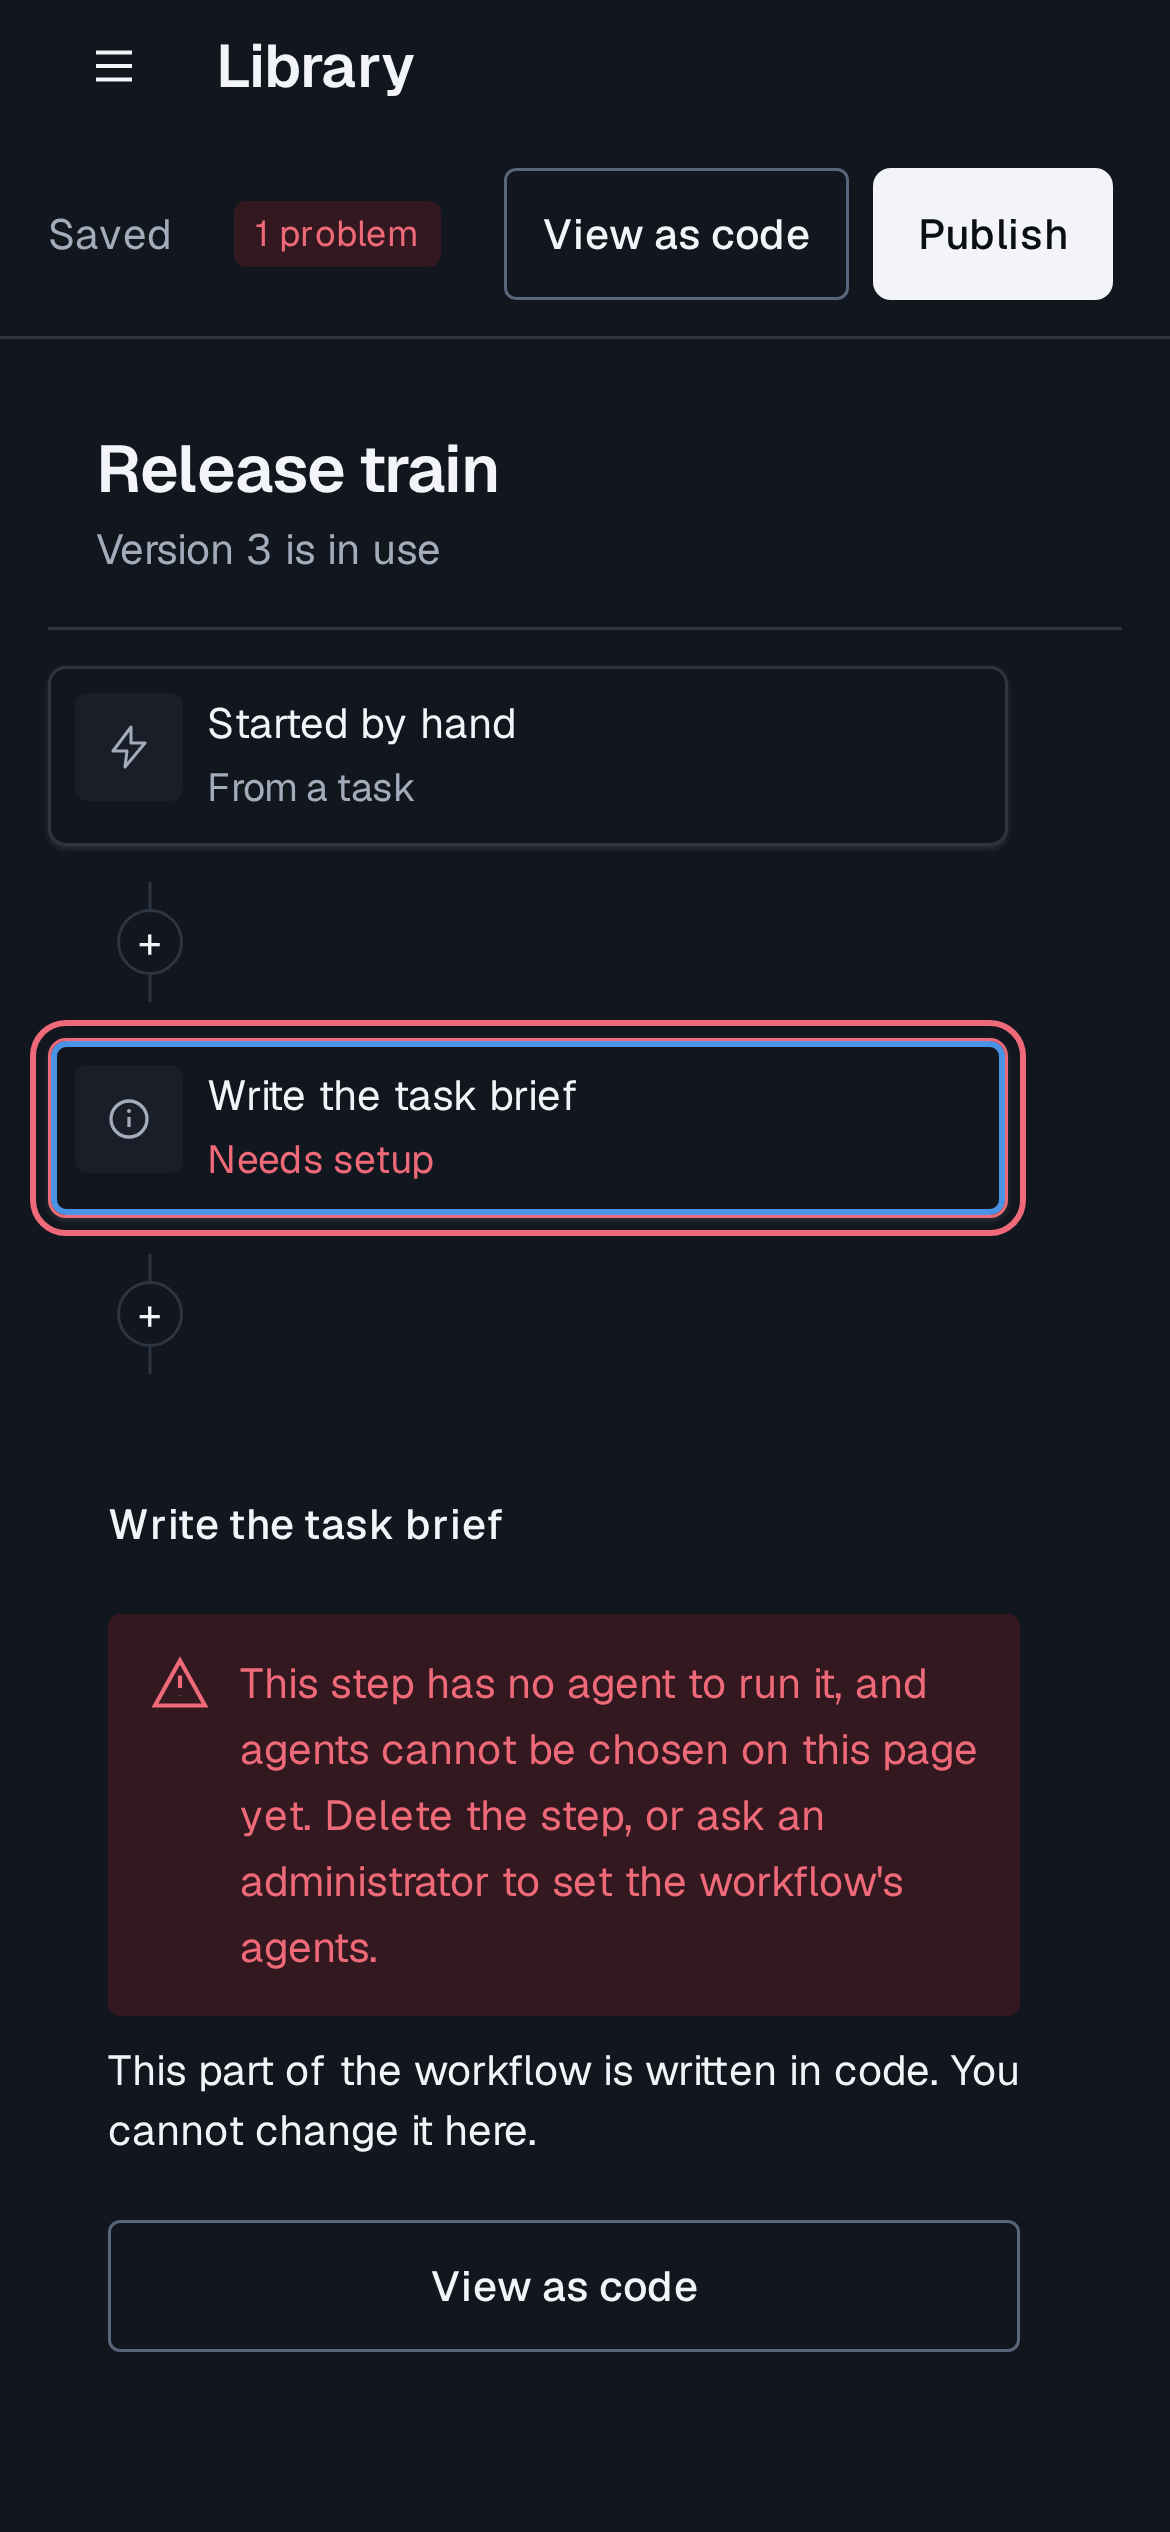 Library
Saved
1 problem
View as code
Publish
Release train
Version 3 is in use
Started by hand
From a task
+
Write the task brief
Needs setup
+
Write the task brief
This step has no agent to run it, and
agents cannot be chosen on this page
yet. Delete the step, or ask an
administrator to set the workflow's
agents.
This part of the workflow is written in code. You
cannot change it here.
View as code